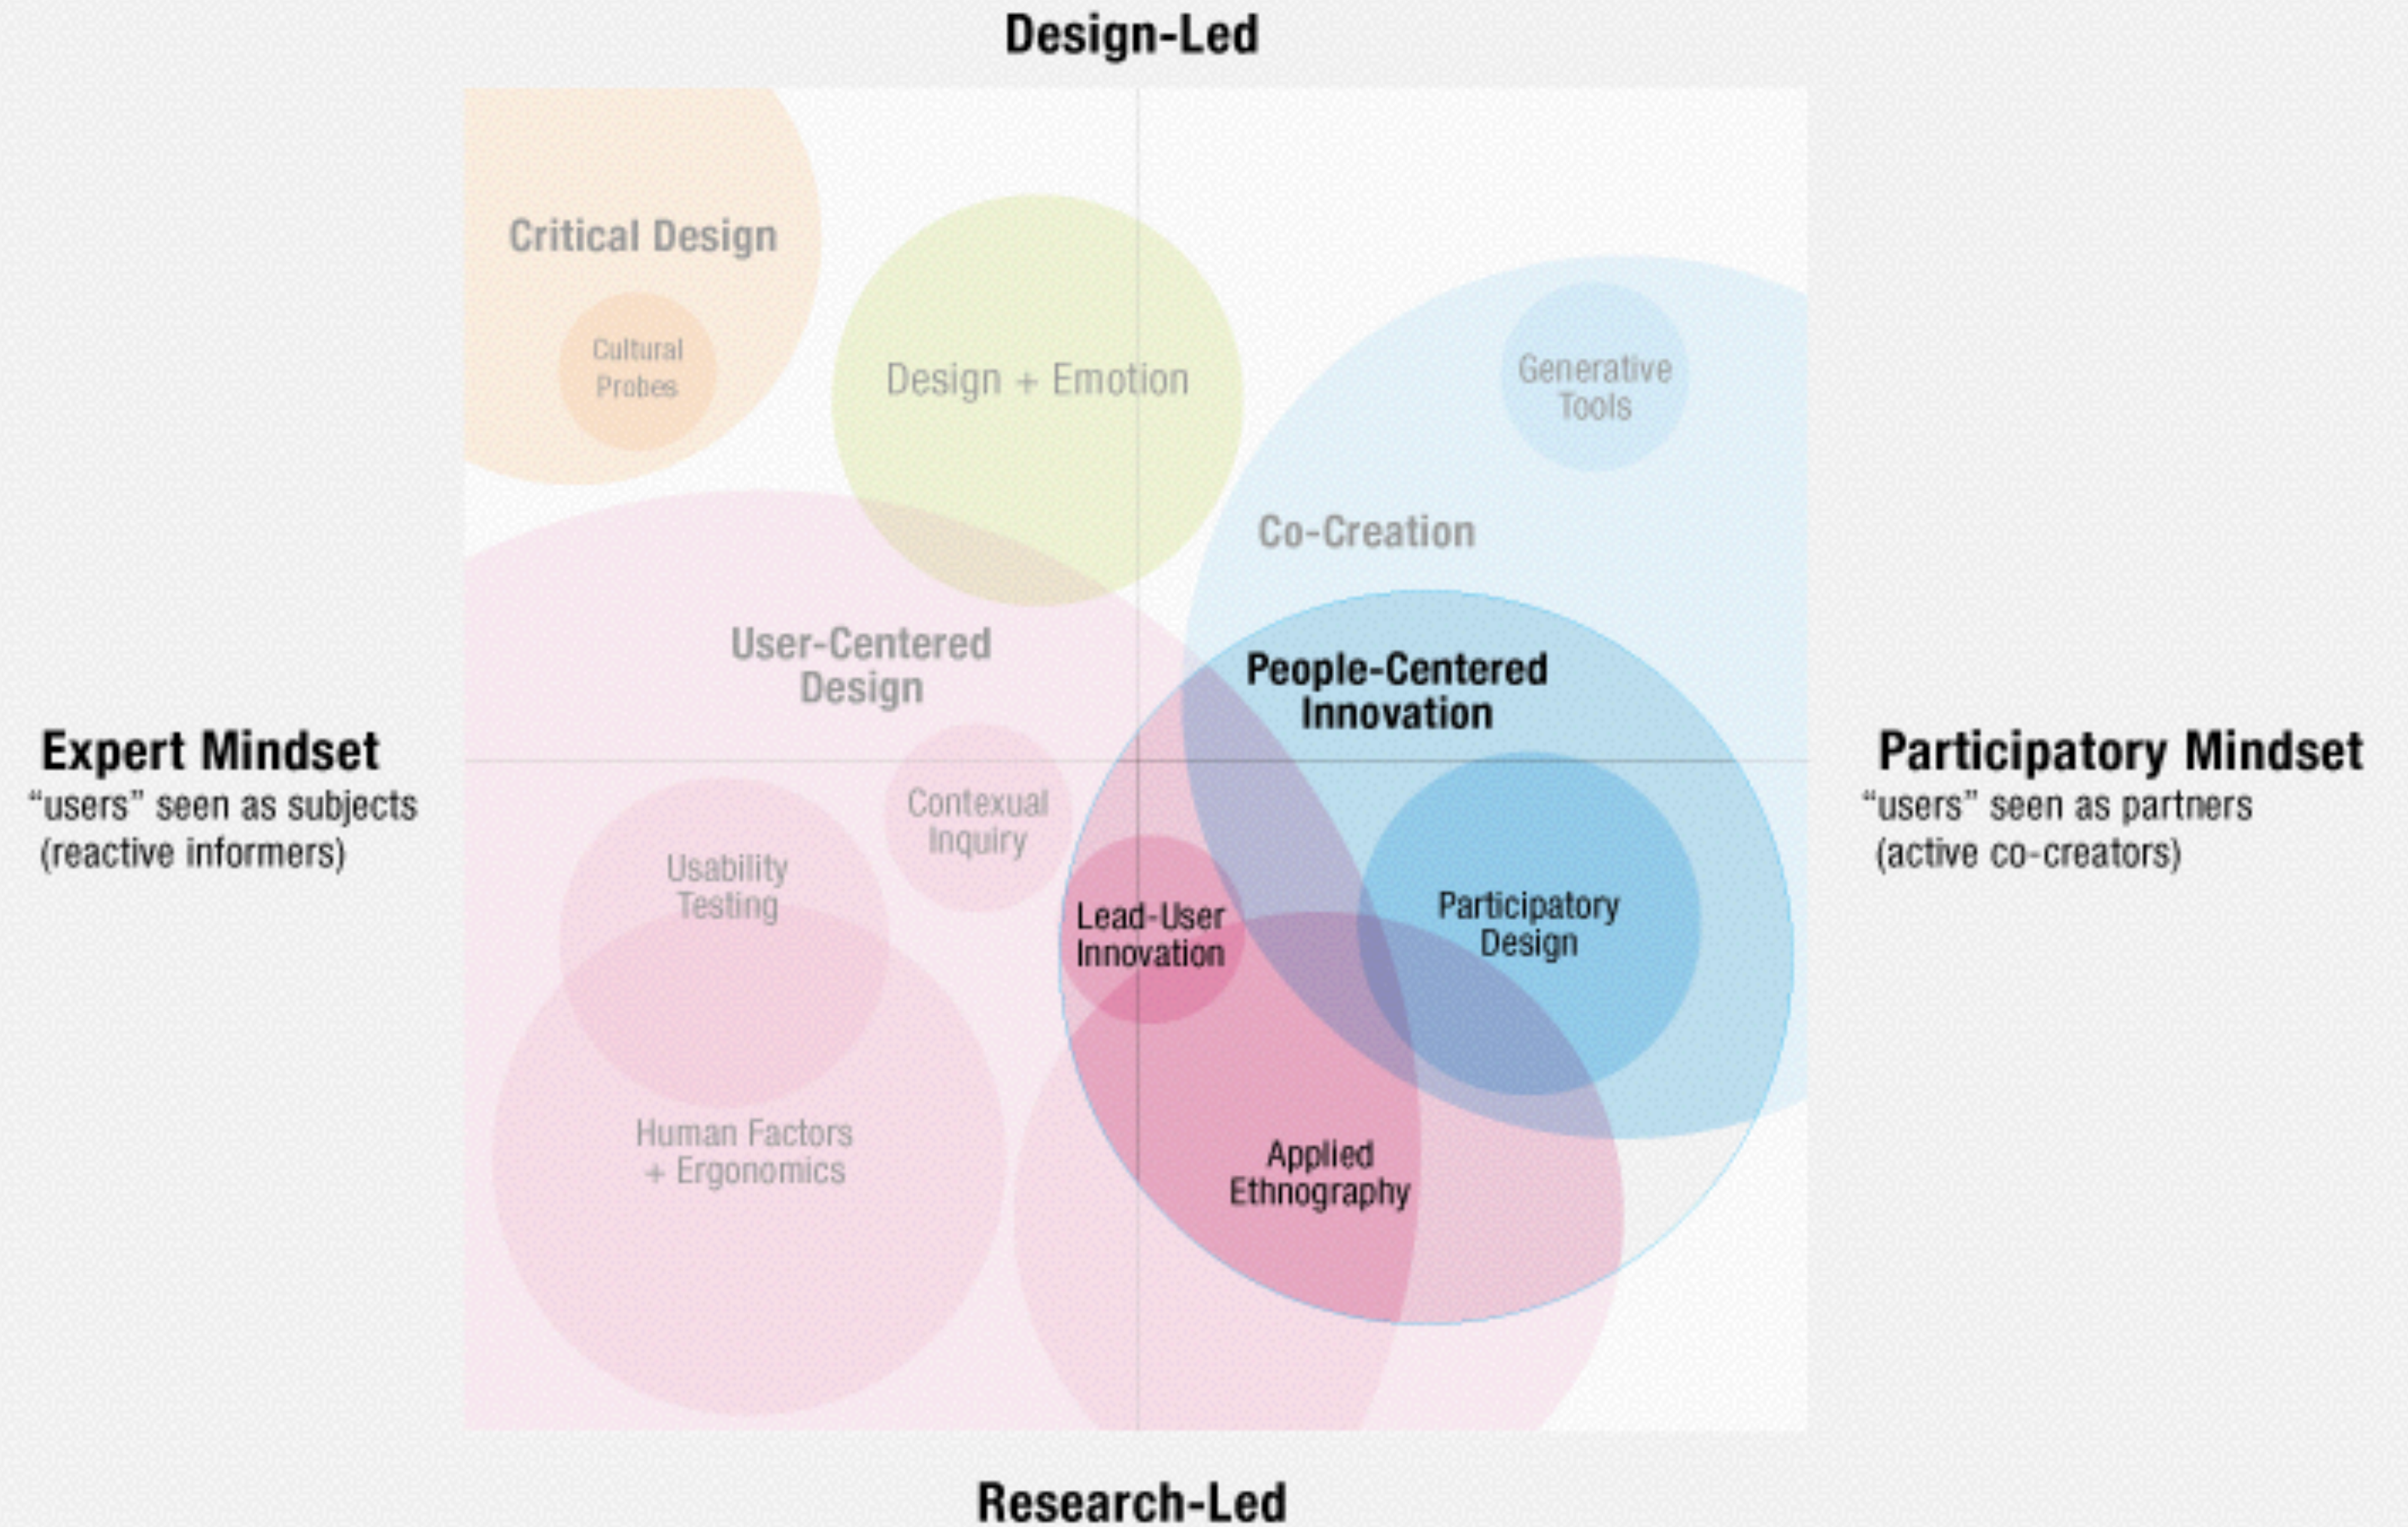 Design-Led
Critical Design
Cultural
Probes
Design + Emotion
Generative
Tools
Co-Creation
User-Centered
Design
People-Centered
Innovation
Expert Mindset
“users” seen as subjects
(reactive informers)
Participatory Mindset
“users” seen as partners
(active co-creators)
Contexual
Inquiry
Usability
Testing
Lead-User
Innovation
Participatory
Design
Human Factors
+ Ergonomics
Applied
Ethnography
Research-Led